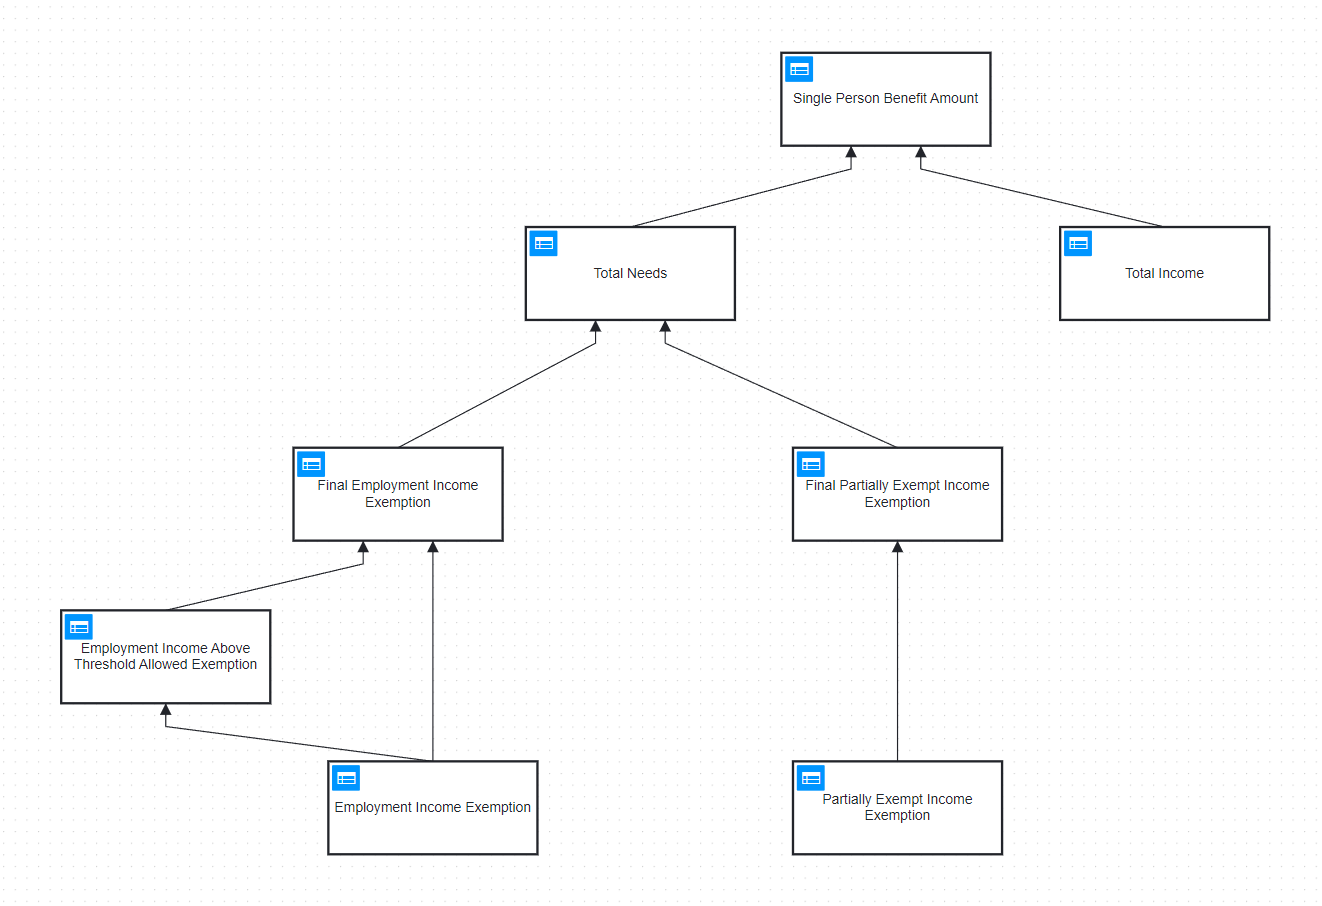 Single Person Benefit Amount
Total Needs
Total Income
Final Employment Income
Exemption
Final Partially Exempt Income
Exemption
Employment Income Above
Threshold Allowed Exemption
Employment Income Exemption
Partially Exempt Income
Exemption